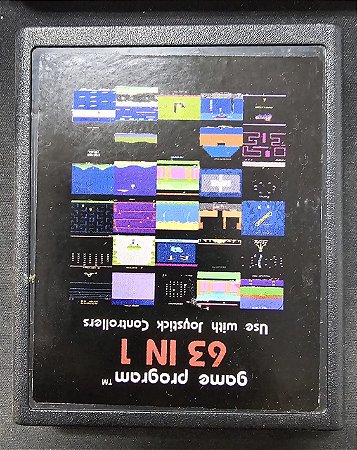 game program™
63 IN 1
Use with Joystick Controllers